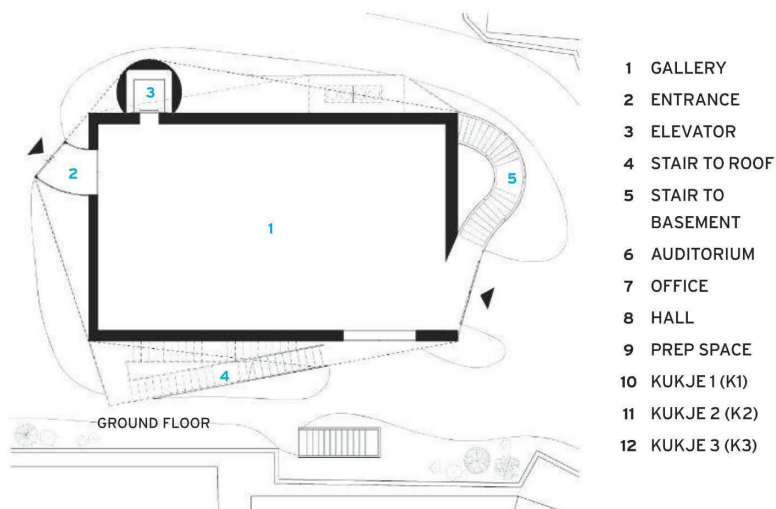 3
2
1
5
4
GROUND FLOOR
1 GALLERY
2 ENTRANCE
3 ELEVATOR
4 STAIR TO ROOF
5 STAIR TO
BASEMENT
6 AUDITORIUM
7 OFFICE
8 HALL
9 PREP SPACE
10 KUKJE 1 (K1)
11 KUKJE 2 (K2)
12 KUKJE 3 (K3)